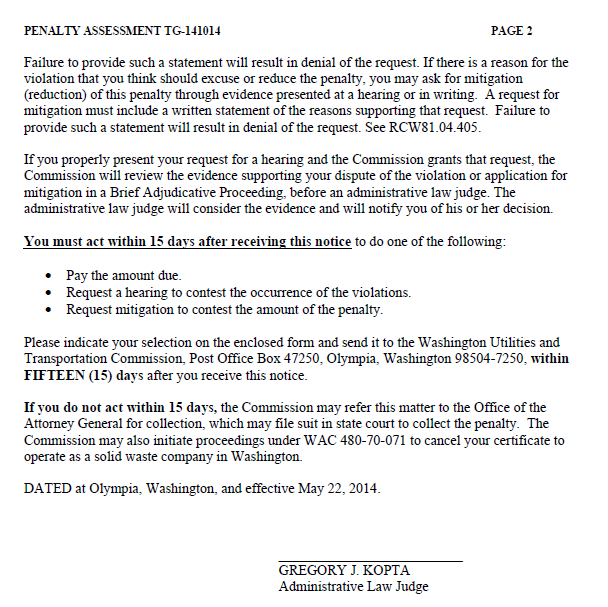 PENALTY ASSESSMENT TG-141014 PAGE 2
Failure to provide such a statement will result in denial of the request. If there is a reason for the
violation that you think should excuse or reduce the penalty, you may ask for mitigation
(reduction) of this penalty through evidence presented at a hearing or in writing.  A request for
mitigation must include a written statement of the reasons supporting that request.  Failure to
provide such a statement will result in denial of the request. See RCW81.04.405.
If you properly present your request for a hearing and the Commission grants that request, the
Commission will review the evidence supporting your dispute of the violation or application for
mitigation in a Brief Adjudicative Proceeding, before an administrative law judge. The
administrative law judge will consider the evidence and will notify you of his or her decision.
You must act within 15 days after receiving this notice to do one of the following:
• Pay the amount due.
• Request a hearing to contest the occurrence of the violations.
• Request mitigation to contest the amount of the penalty.
Please indicate your selection on the enclosed form and send it to the Washington Utilities and
Transportation Commission, Post Office Box 47250, Olympia, Washington 98504-7250, within
FIFTEEN (15) days after you receive this notice.
If you do not act within 15 days, the Commission may refer this matter to the Office of the
Attorney General for collection, which may file suit in state court to collect the penalty.  The
Commission may also initiate proceedings under WAC 480-70-071 to cancel your certificate to
operate as a solid waste company in Washington.
DATED at Olympia, Washington, and effective May 22, 2014.
GREGORY J. KOPTA
Administrative Law Judge